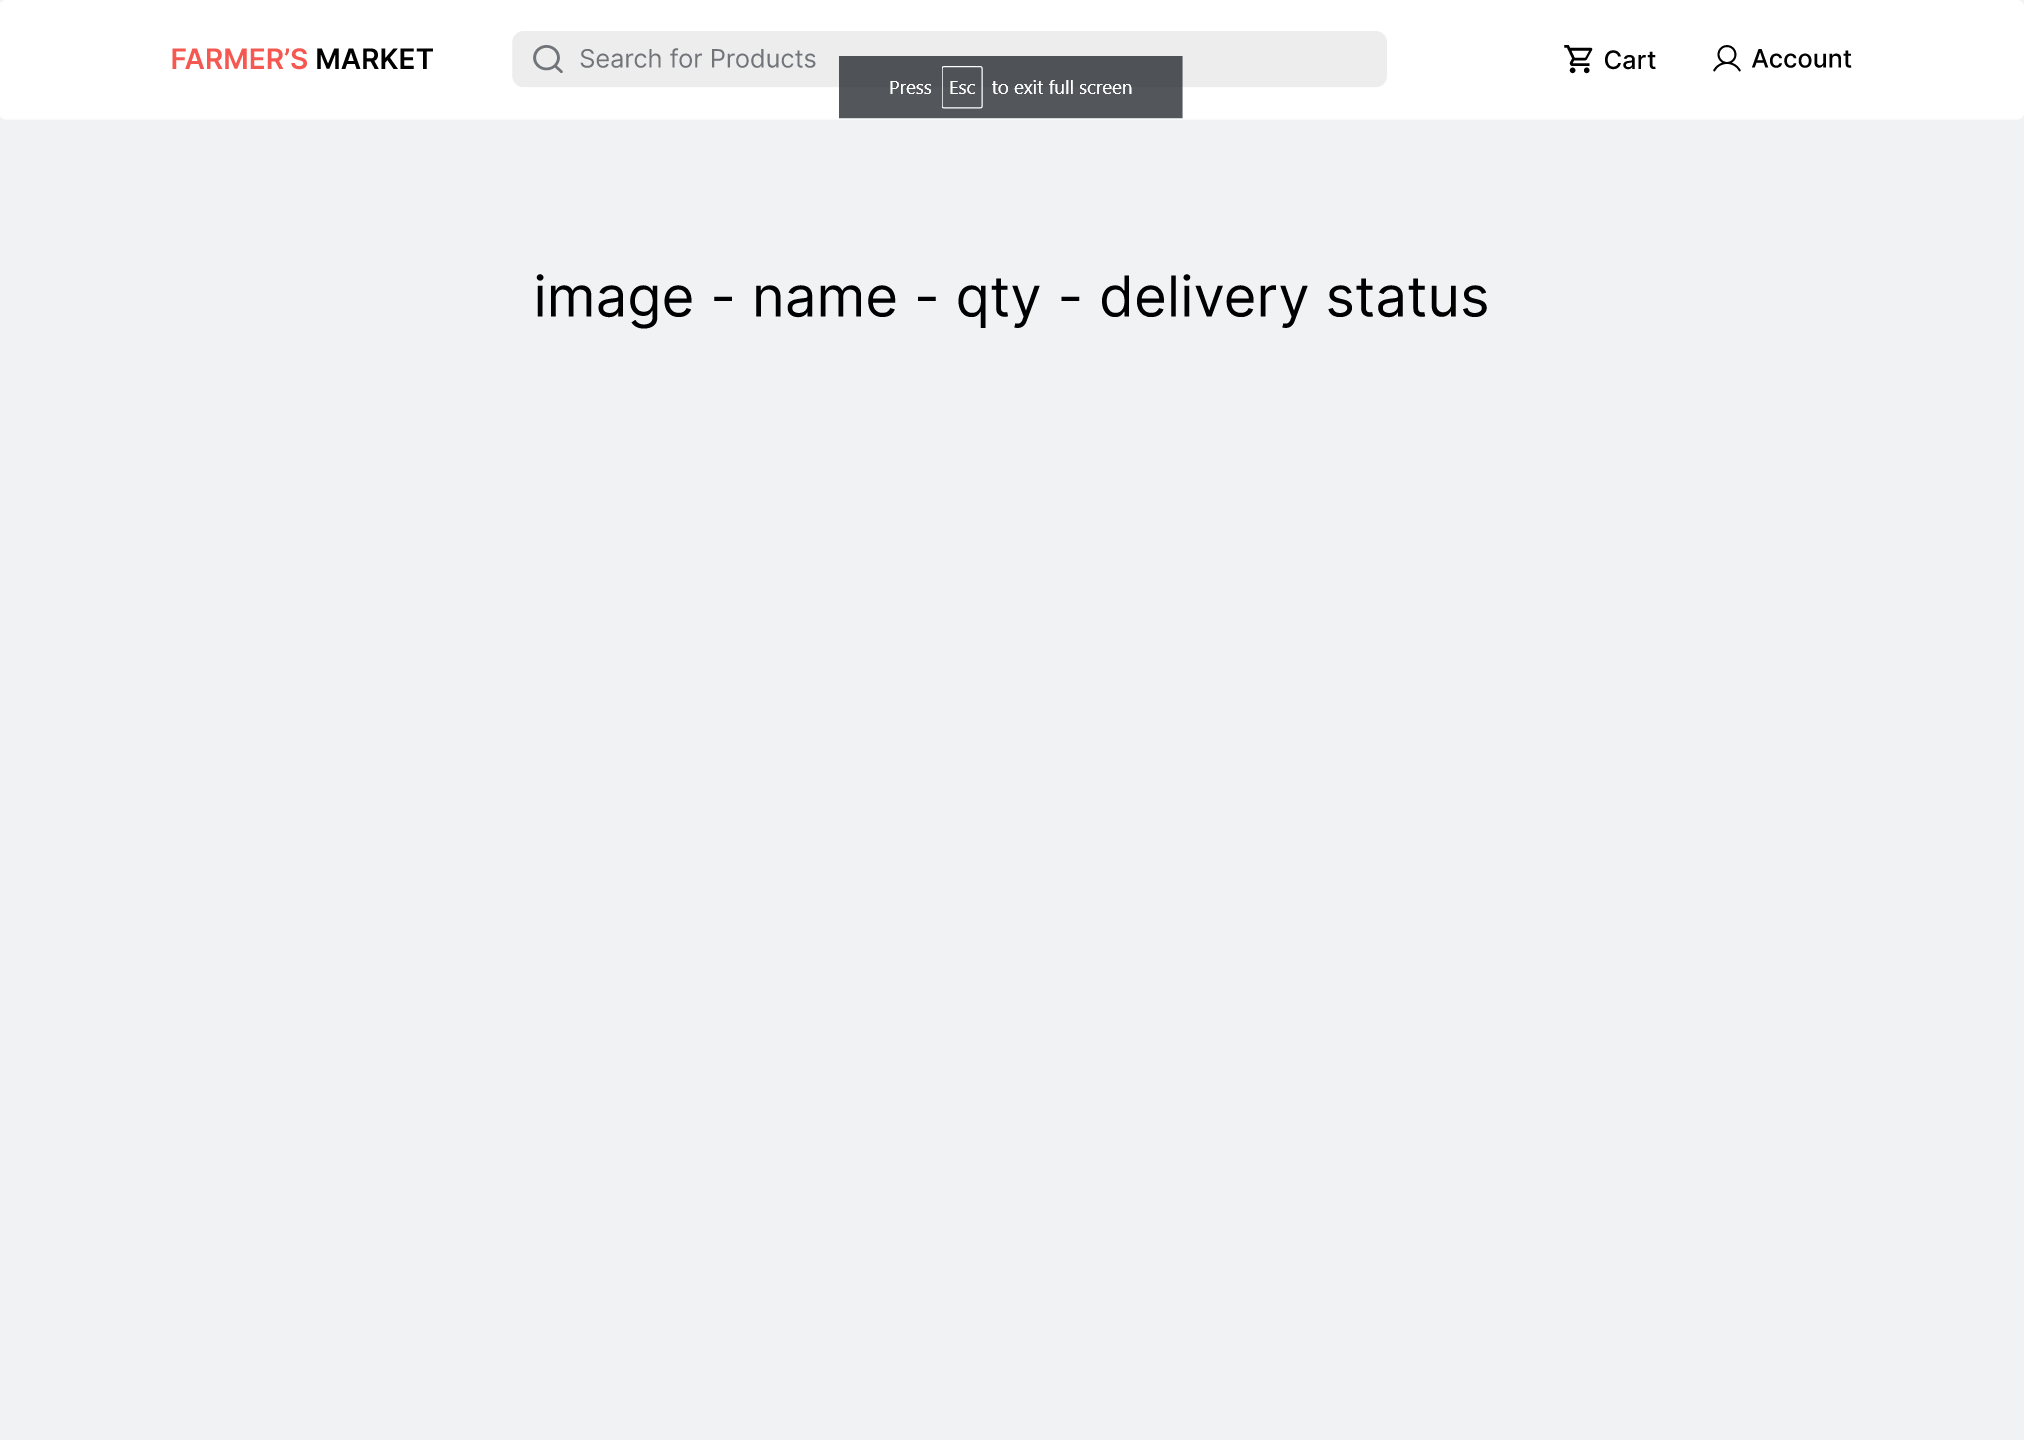 FARMER’S MARKET
Search for Products
Press Esc to exit full screen
Cart
Account
image - name - qty - delivery status